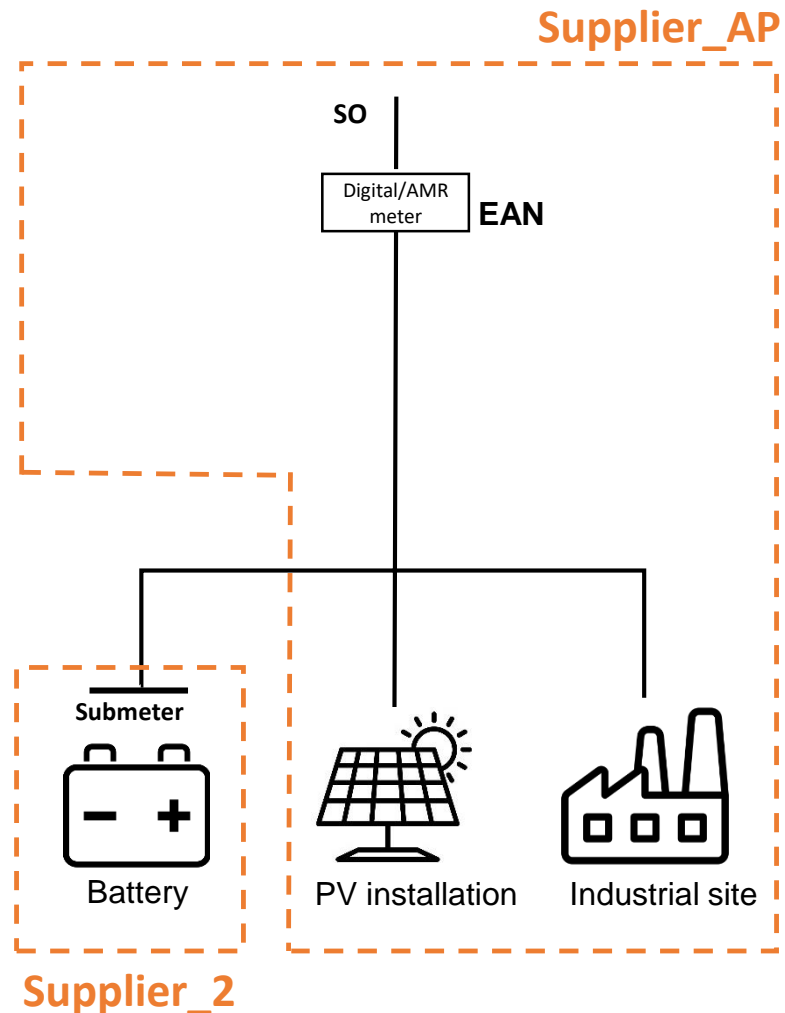 Supplier_AP
SO
Digital/AMR
meter
EAN
Submeter
Battery
PV installation
Industrial site
Supplier_2